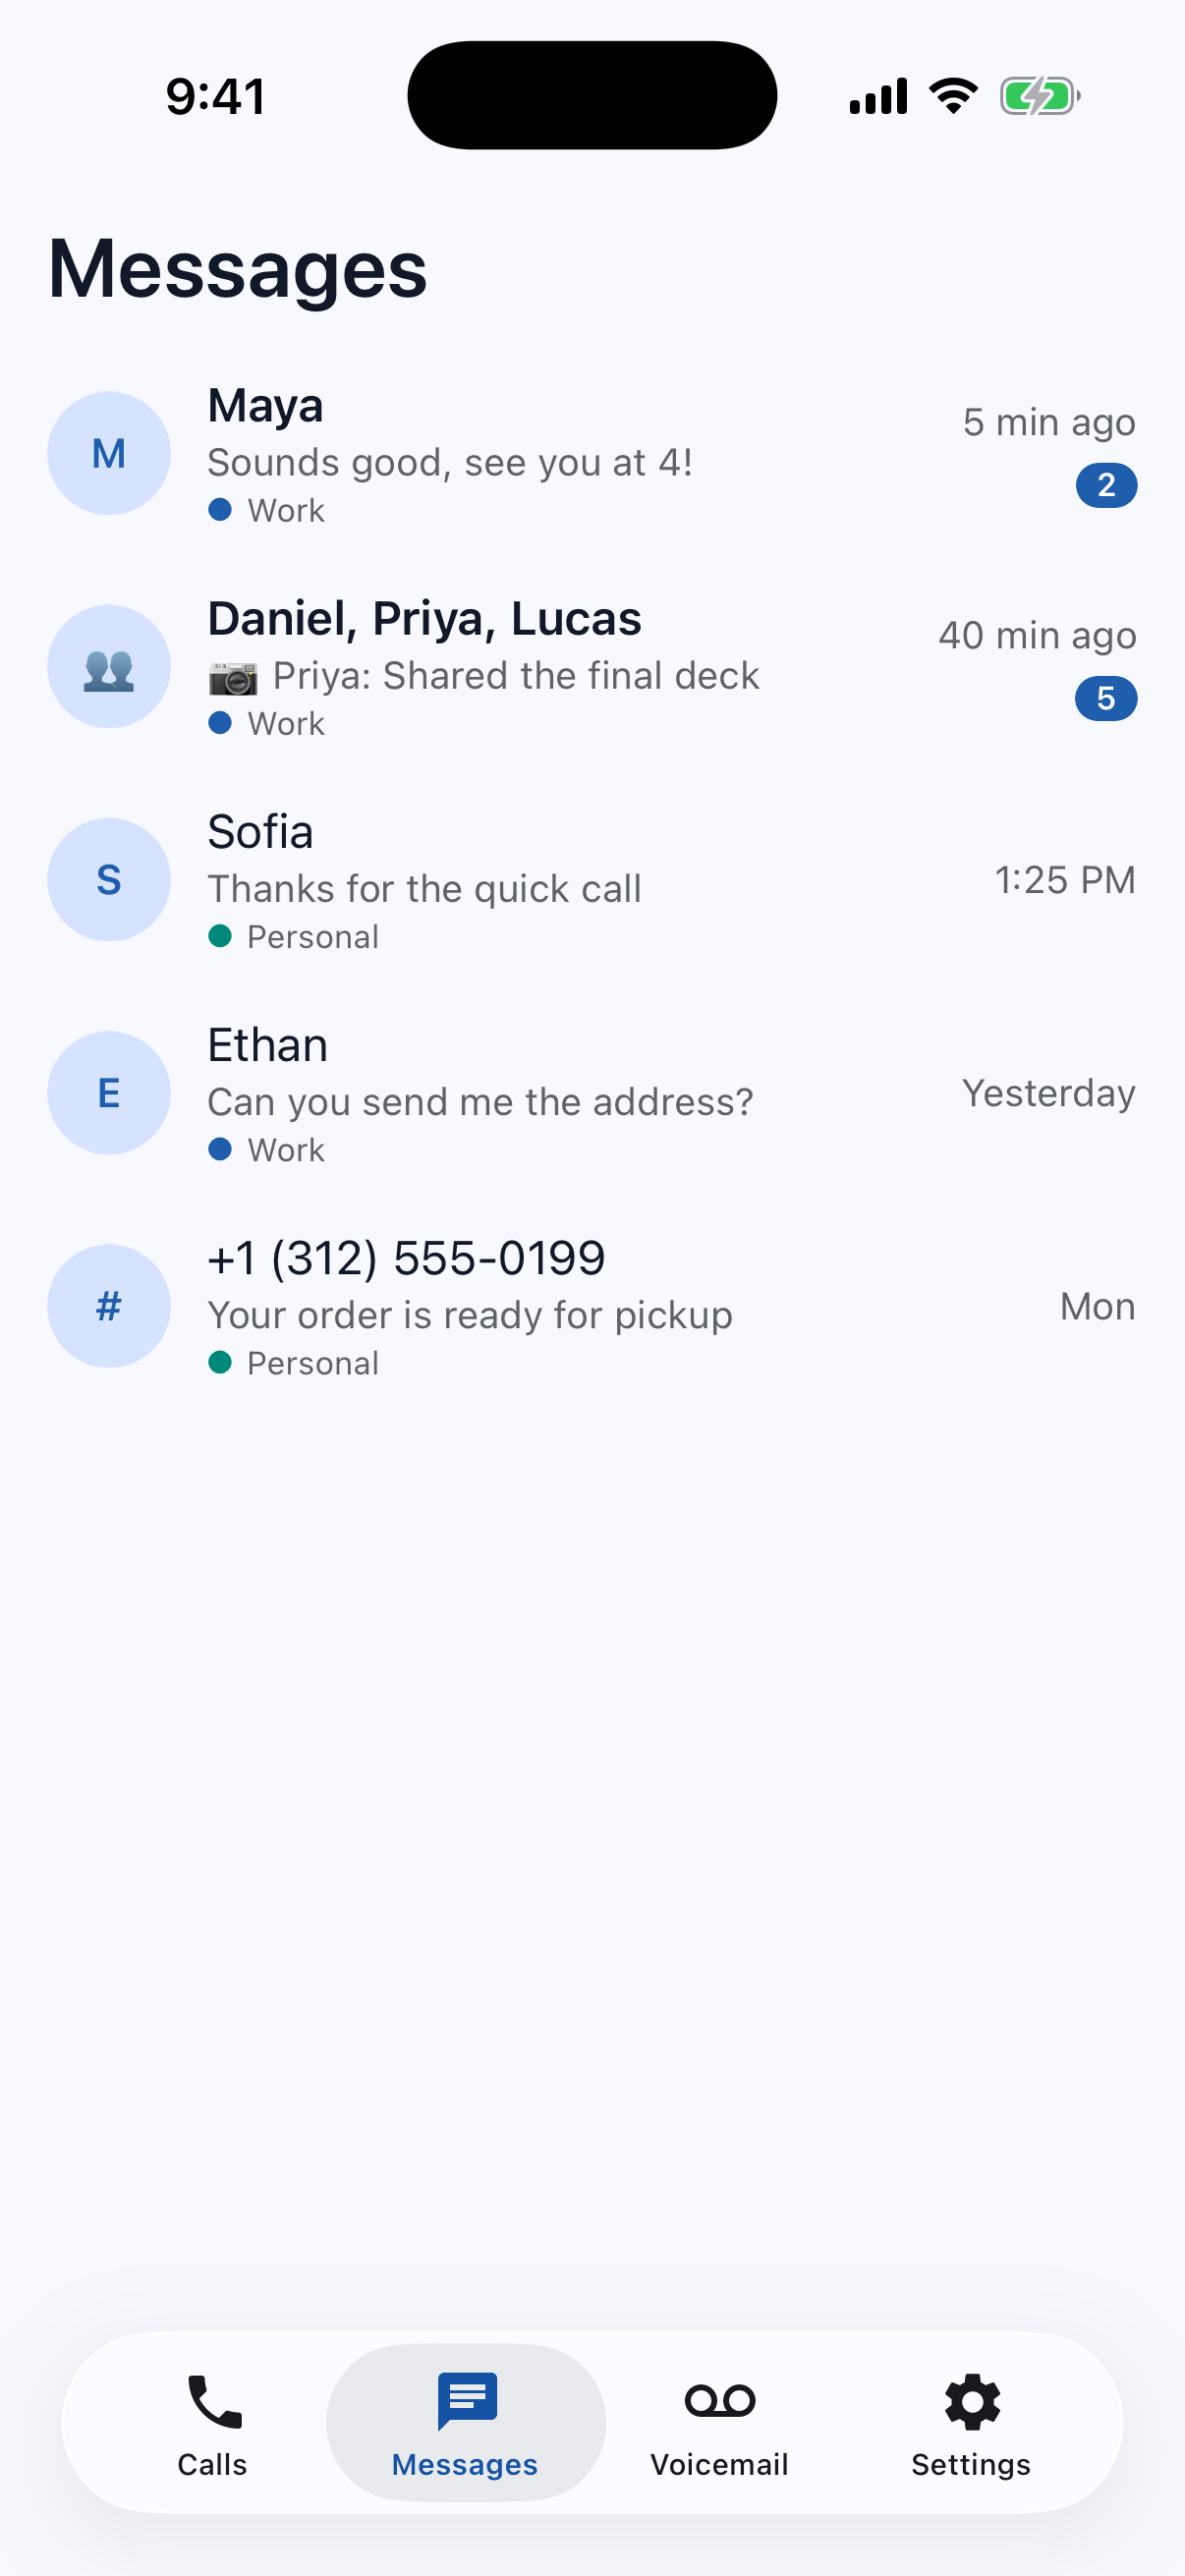 9:41
Messages
M
Maya
Sounds good, see you at 4!
Work
5 min ago
2
Daniel, Priya, Lucas
📷 Priya: Shared the final deck
Work
40 min ago
5
S
Sofia
Thanks for the quick call
Personal
1:25 PM
E
Ethan
Can you send me the address?
Work
Yesterday
#
+1 (312) 555-0199
Your order is ready for pickup
Personal
Mon
Calls
Messages
Voicemail
Settings